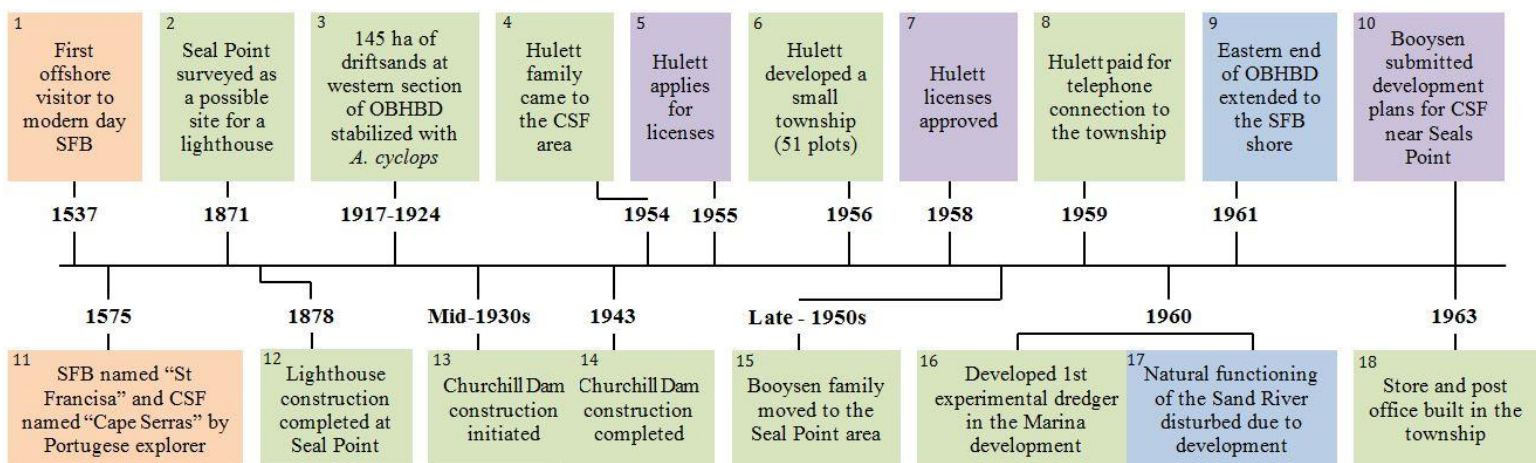 1
First
offshore
visitor to
modern day
SFB
2
Seal Point
surveyed as
a possible
site for a
lighthouse
3
145 ha of
driftsands at
western section
of OBHBD
stabilized with
A. cyclops
4
Hulett
family
came to
the CSF
area
5
Hulett
applies
for
licenses
6
Hulett
developed a
small
township
(51 plots)
7
Hulett
licenses
approved
8
Hulett paid for
telephone
connection to
the township
9
Eastern end
of OBHBD
extended to
the SFB
shore
10
Booysen
submitted
development
plans for CSF
near Seals
Point
1537
1871
1917-1924
1954
1955
1956
1958
1959
1961
1575
1878
Mid-1930s
1943
Late - 1950s
1960
1963
11
SFB named “St
Francisa” and CSF
named “Cape Serras” by
Portugese explorer
12
Lighthouse
construction
completed at
Seal Point
13
Churchill Dam
construction
initiated
14
Churchill Dam
construction
completed
15
Booysen family
moved to the
Seal Point area
16
Developed 1st
experimental dredger
in the Marina
development
17
Natural functioning
of the Sand River
disturbed due to
development
18
Store and post
office built in the
township